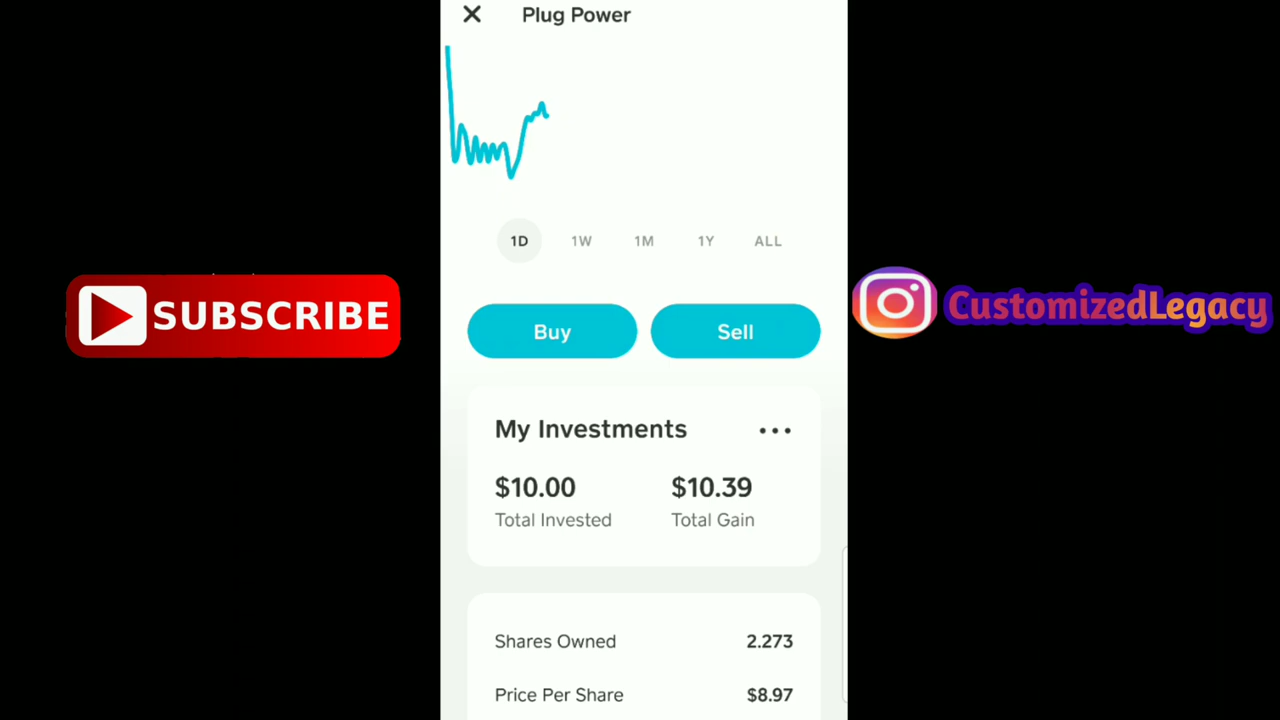 Plug Power
1D 1W 1M 1Y ALL
SUBSCRIBE
CustomizedLegacy
Buy Sell
My Investments
$10.00 $10.39
Total Invested Total Gain
Shares Owned 2.273
Price Per Share $8.97